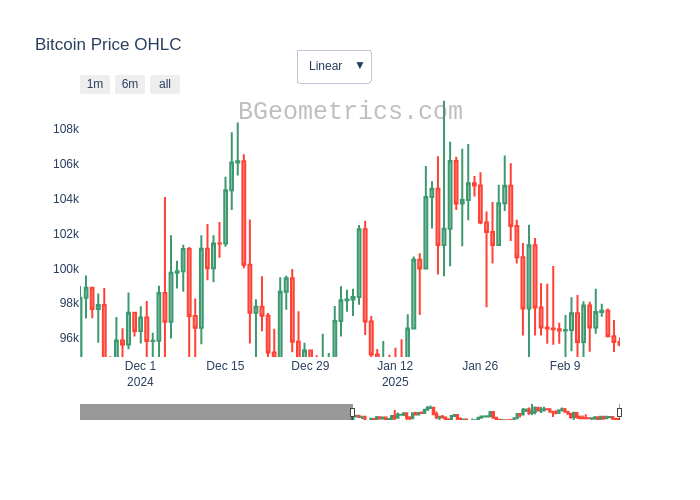 Bitcoin Price OHLC
Linear ▼
1m 6m all
BGeometrics.com
108k
106k
104k
102k
100k
98k
96k
Dec 1 Dec 15 Dec 29 Jan 12 Jan 26 Feb 9
2024 2025